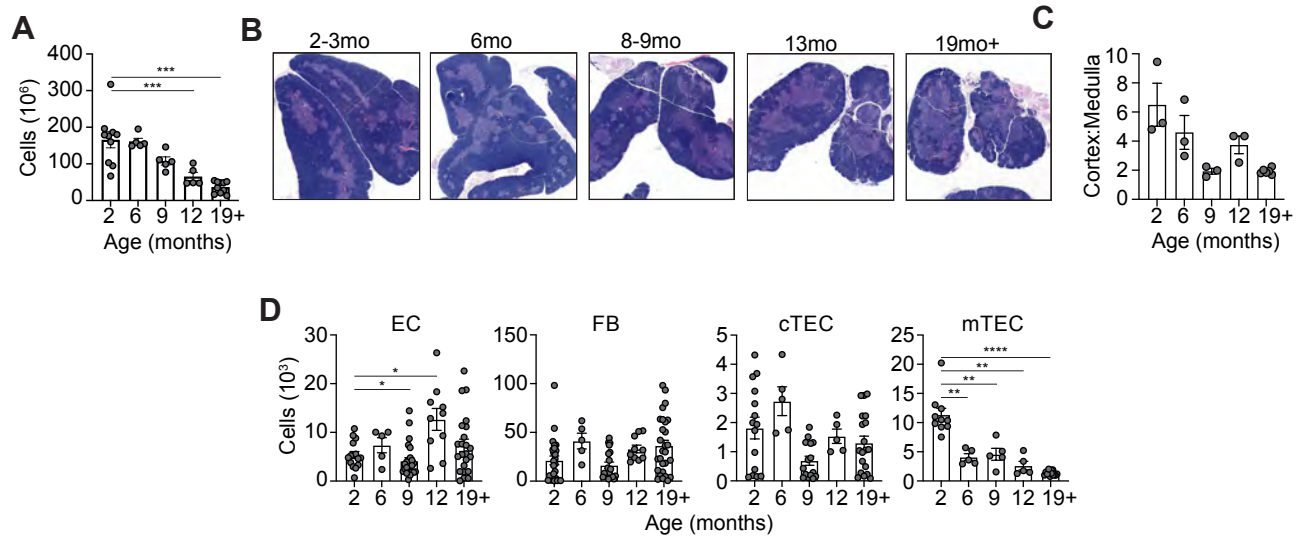 A
Cells (10⁶)
400
300
200
100
0
***
***
2 6 9 12 19+
Age (months)
B
2-3mo 6mo 8-9mo 13mo 19mo+
C
Cortex:Medulla
10
8
6
4
2
0
2 6 9 12 19+
Age (months)
D
Cells (10³)
EC
30
20
10
0
*
*
2 6 9 12 19+
FB
150
100
50
0
2 6 9 12 19+
cTEC
5
4
3
2
1
0
2 6 9 12 19+
mTEC
25
20
15
10
5
0
****
**
**
**
2 6 9 12 19+
Age (months)